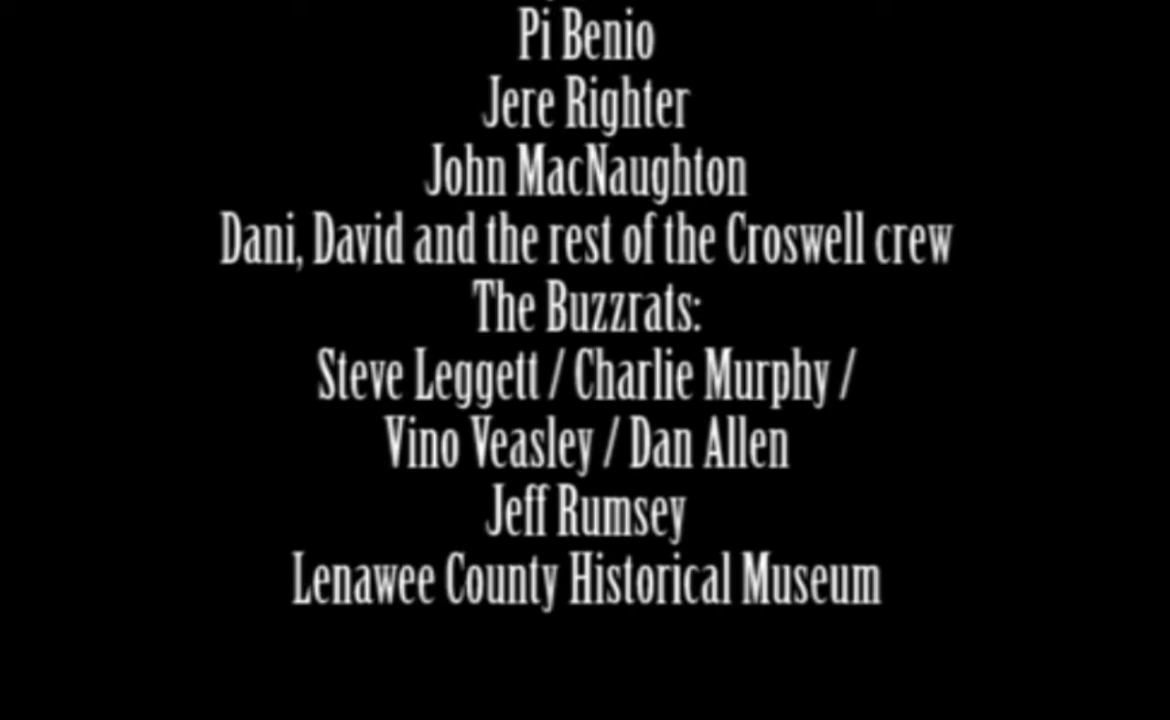 Pi Benio
Jere Righter
John MacNaughton
Dani, David and the rest of the Croswell crew
The Buzzrats:
Steve Leggett / Charlie Murphy /
Vino Veasley / Dan Allen
Jeff Rumsey
Lenawee County Historical Museum